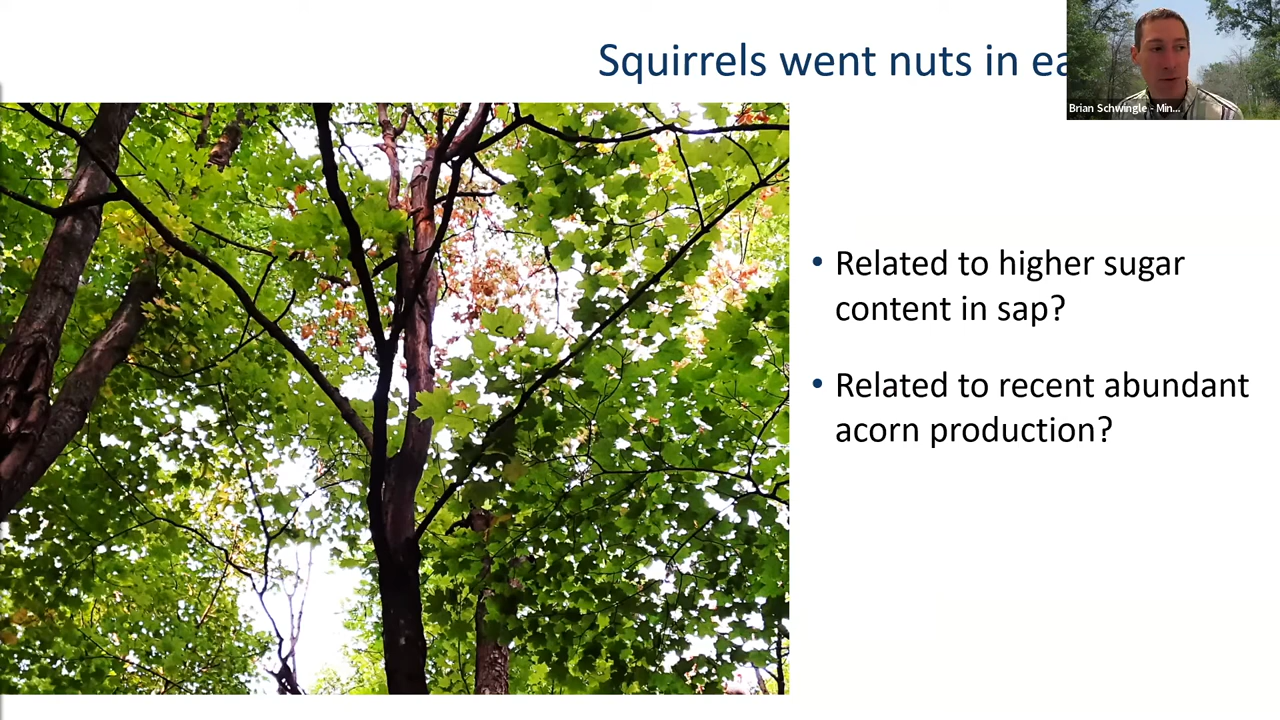 Squirrels went nuts in
Brian Schwingle - Min...
• Related to higher sugar
content in sap?
• Related to recent abundant
acorn production?